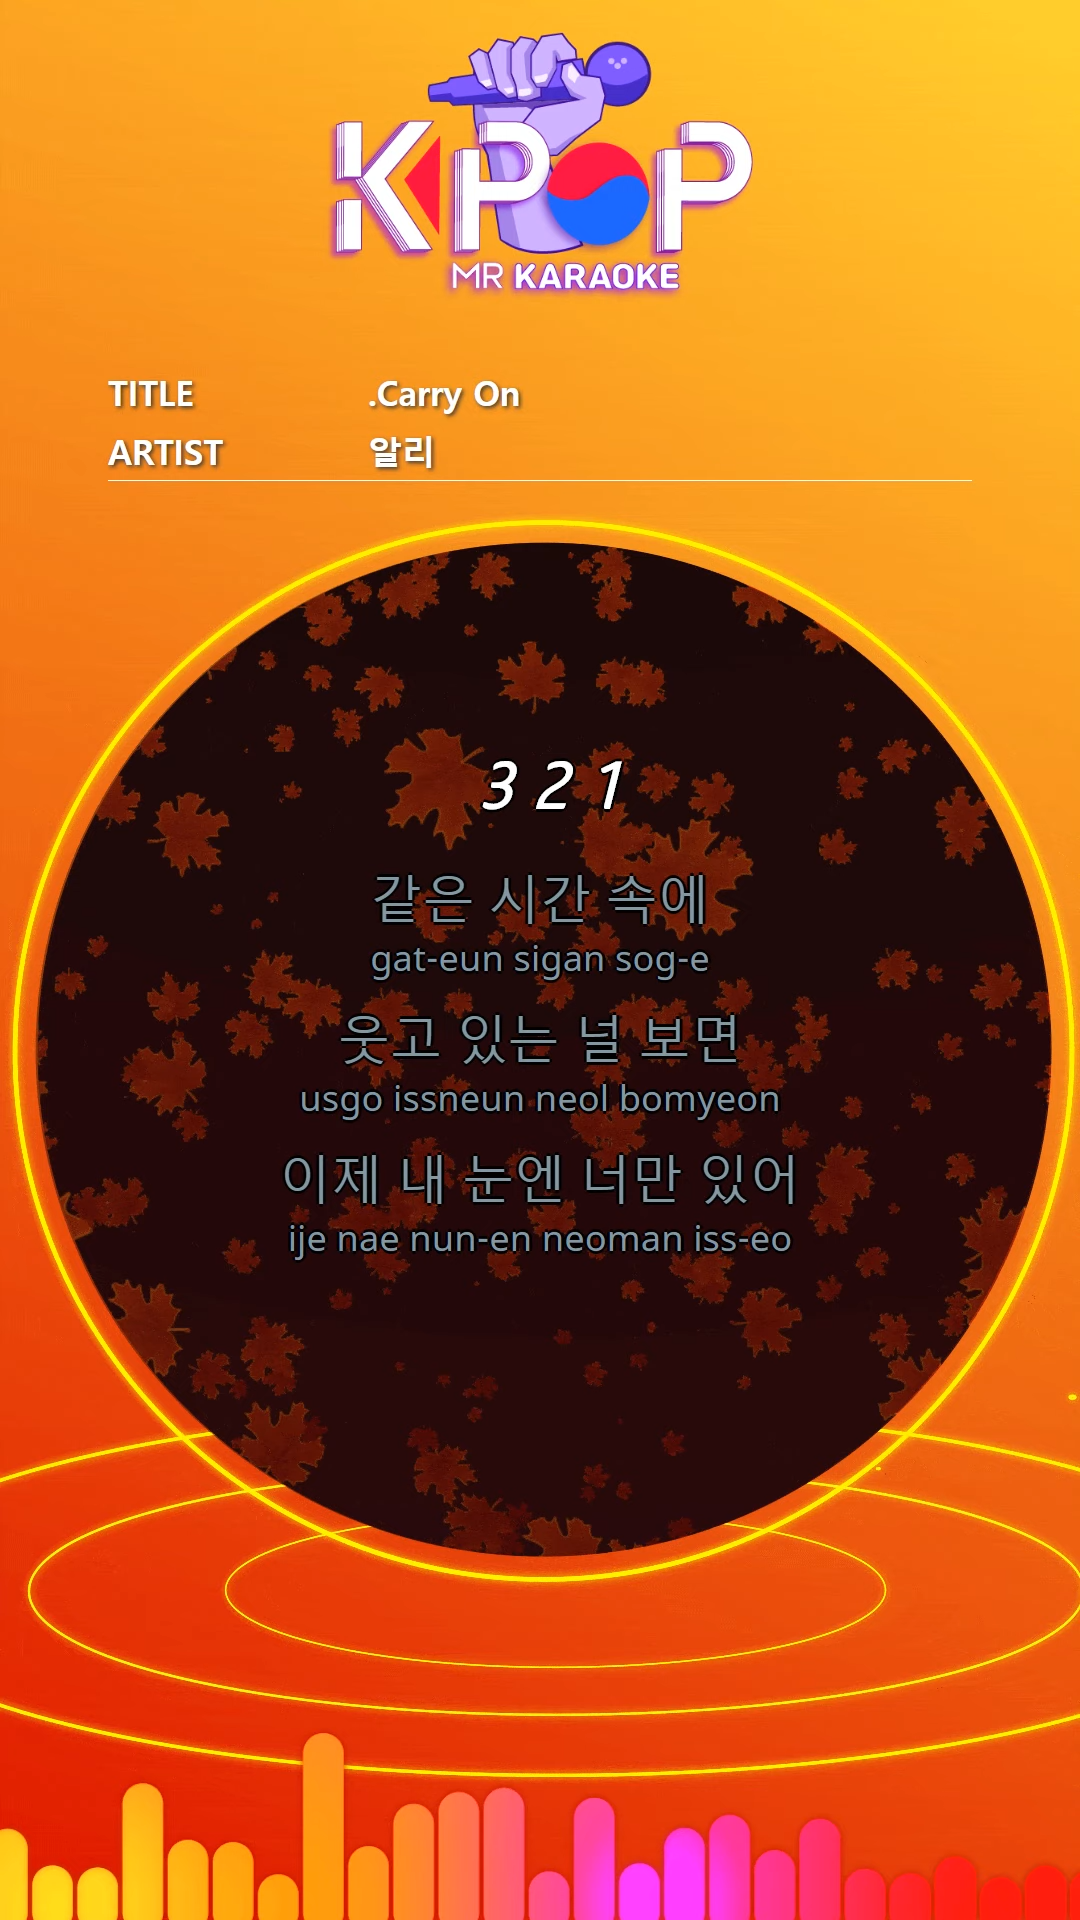 KPOP
MR KARAOKE
TITLE .Carry On
ARTIST 알리
3 2 1
같은 시간 속에
gat-eun sigan sog-e
웃고 있는 널 보면
usgo issneun neol bomyeon
이제 내 눈엔 너만 있어
ije nae nun-en neoman iss-eo